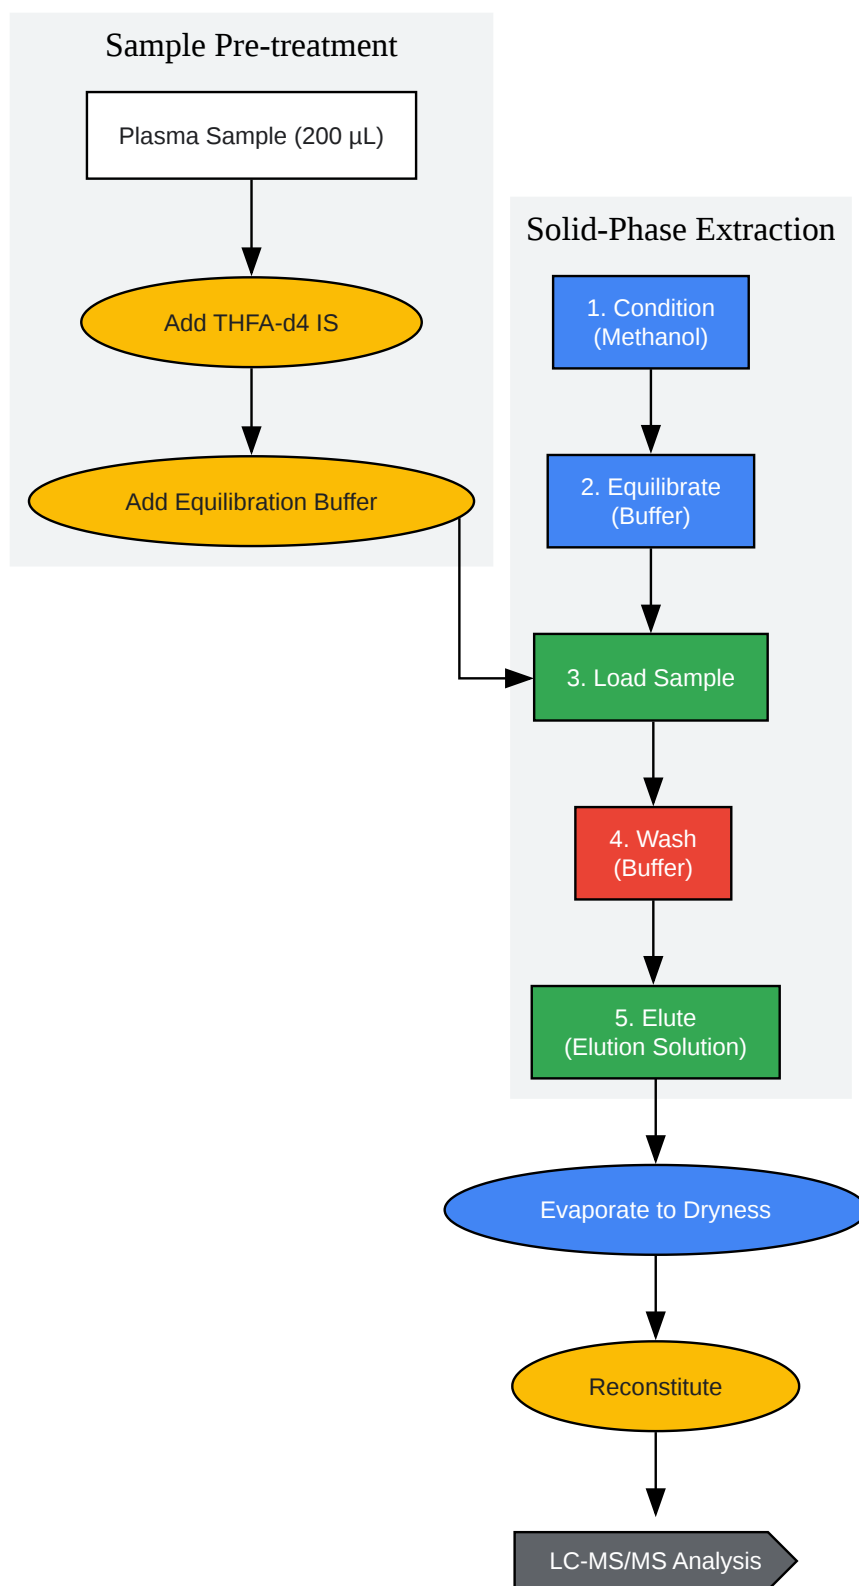 Sample Pre-treatment
Plasma Sample (200 µL)
Add THFA-d4 IS
Add Equilibration Buffer
Solid-Phase Extraction
1. Condition
(Methanol)
2. Equilibrate
(Buffer)
3. Load Sample
4. Wash
(Buffer)
5. Elute
(Elution Solution)
Evaporate to Dryness
Reconstitute
LC-MS/MS Analysis